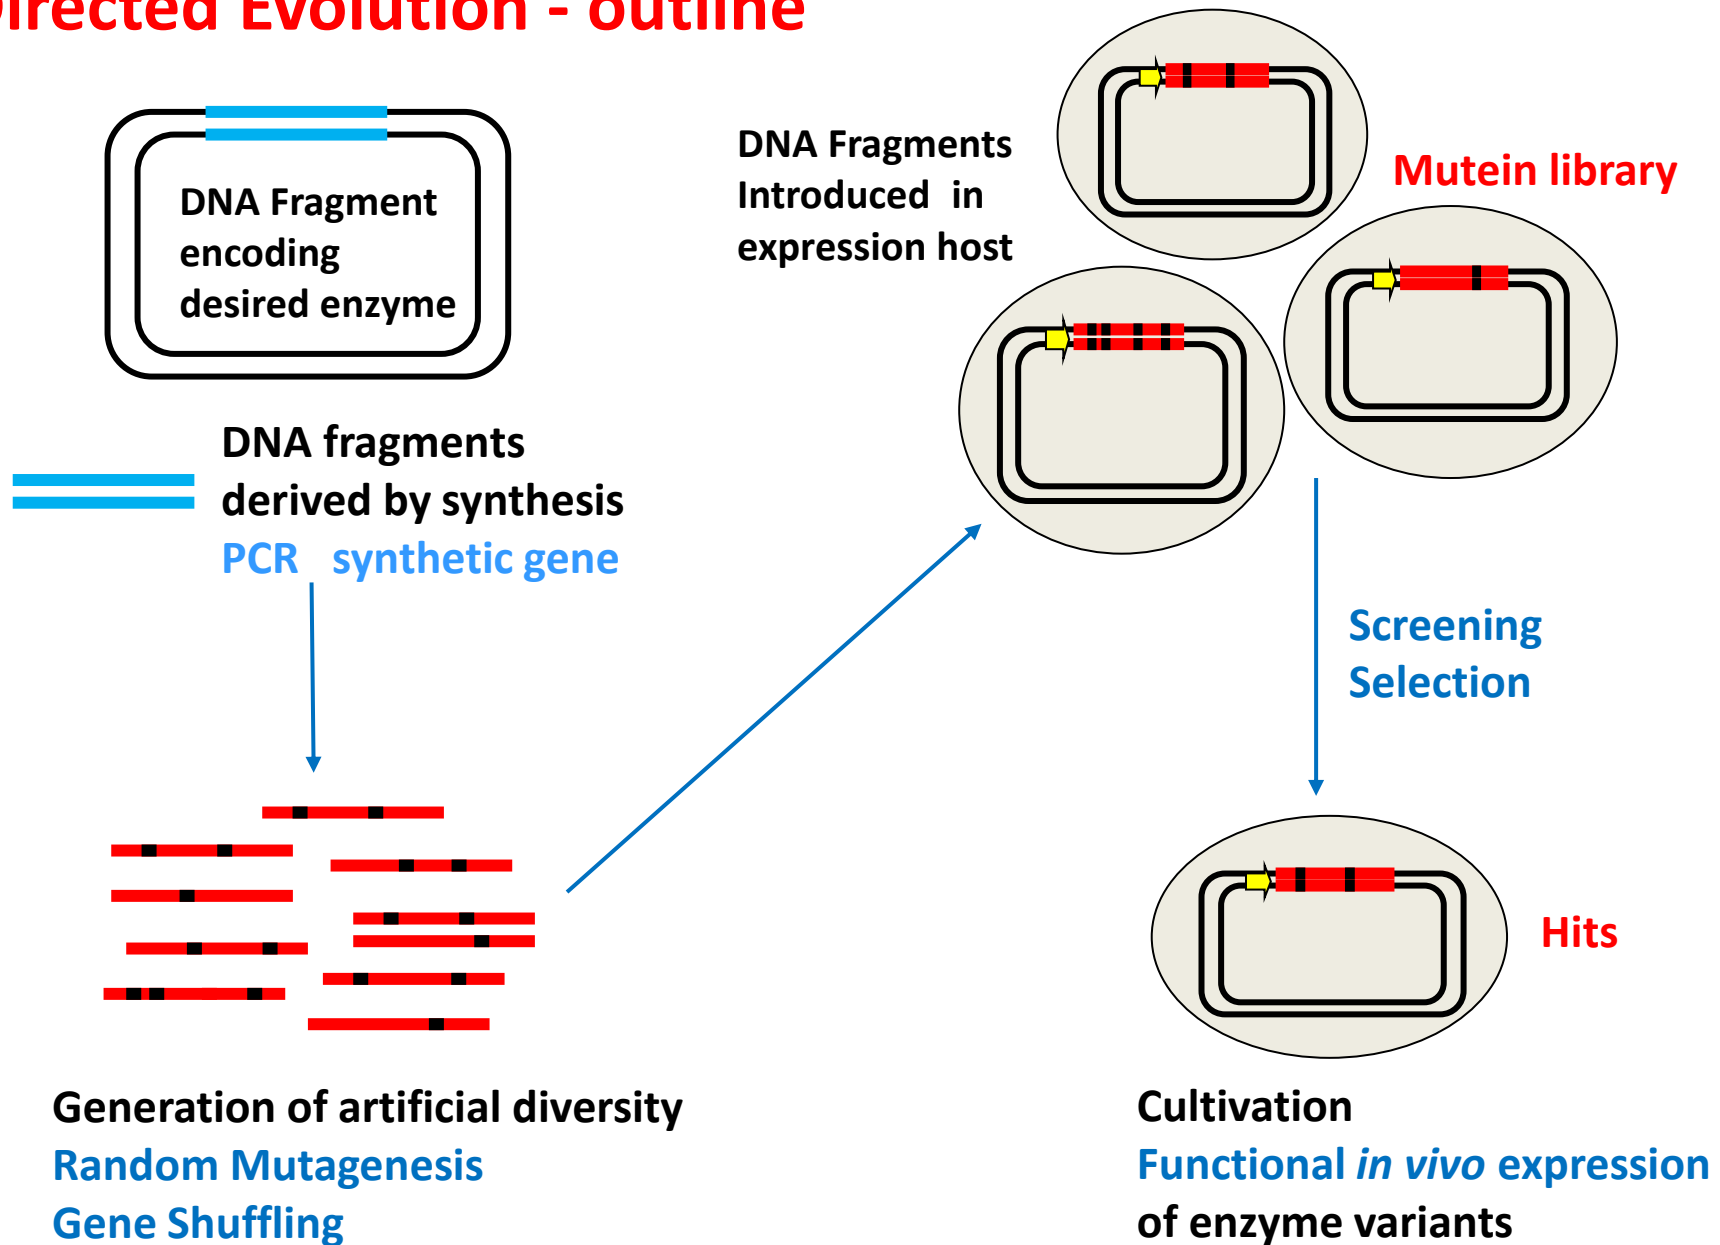 Directed Evolution - outline
DNA Fragment
encoding
desired enzyme
DNA fragments
derived by synthesis
PCR synthetic gene
Generation of artificial diversity
Random Mutagenesis
Gene Shuffling
DNA Fragments
Introduced in
expression host
Mutein library
Screening
Selection
Hits
Cultivation
Functional in vivo expression
of enzyme variants